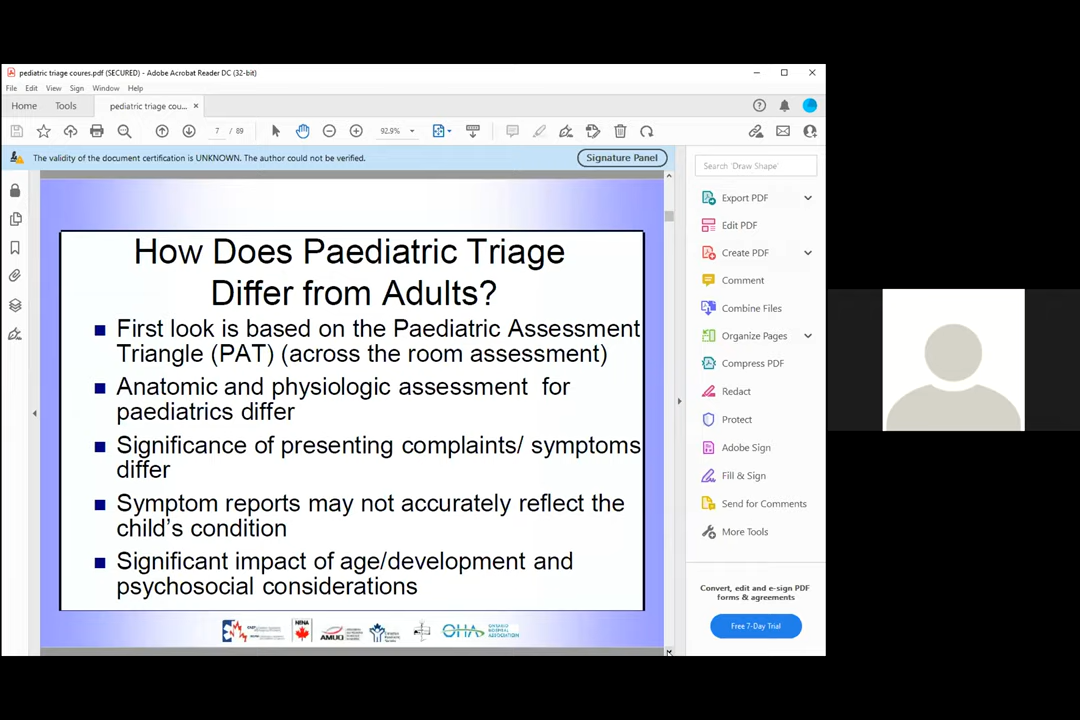 pediatric triage coures.pdf (SECURED) - Adobe Acrobat Reader DC (32-bit)
File Edit View Sign Window Help
Home Tools pediatric triage cou... ×
7 / 89 92.9%
The validity of the document certification is UNKNOWN. The author could not be verified.
Signature Panel
How Does Paediatric Triage
Differ from Adults?
First look is based on the Paediatric Assessment
Triangle (PAT) (across the room assessment)
Anatomic and physiologic assessment for
paediatrics differ
Significance of presenting complaints/ symptoms
differ
Symptom reports may not accurately reflect the
child's condition
Significant impact of age/development and
psychosocial considerations
NENA
AMUQ
OHA ONTARIO
HOSPITAL
ASSOCIATION
Search 'Draw Shape'
Export PDF
Edit PDF
Create PDF
Comment
Combine Files
Organize Pages
Compress PDF
Redact
Protect
Adobe Sign
Fill & Sign
Send for Comments
More Tools
Convert, edit and e-sign PDF
forms & agreements
Free 7-Day Trial